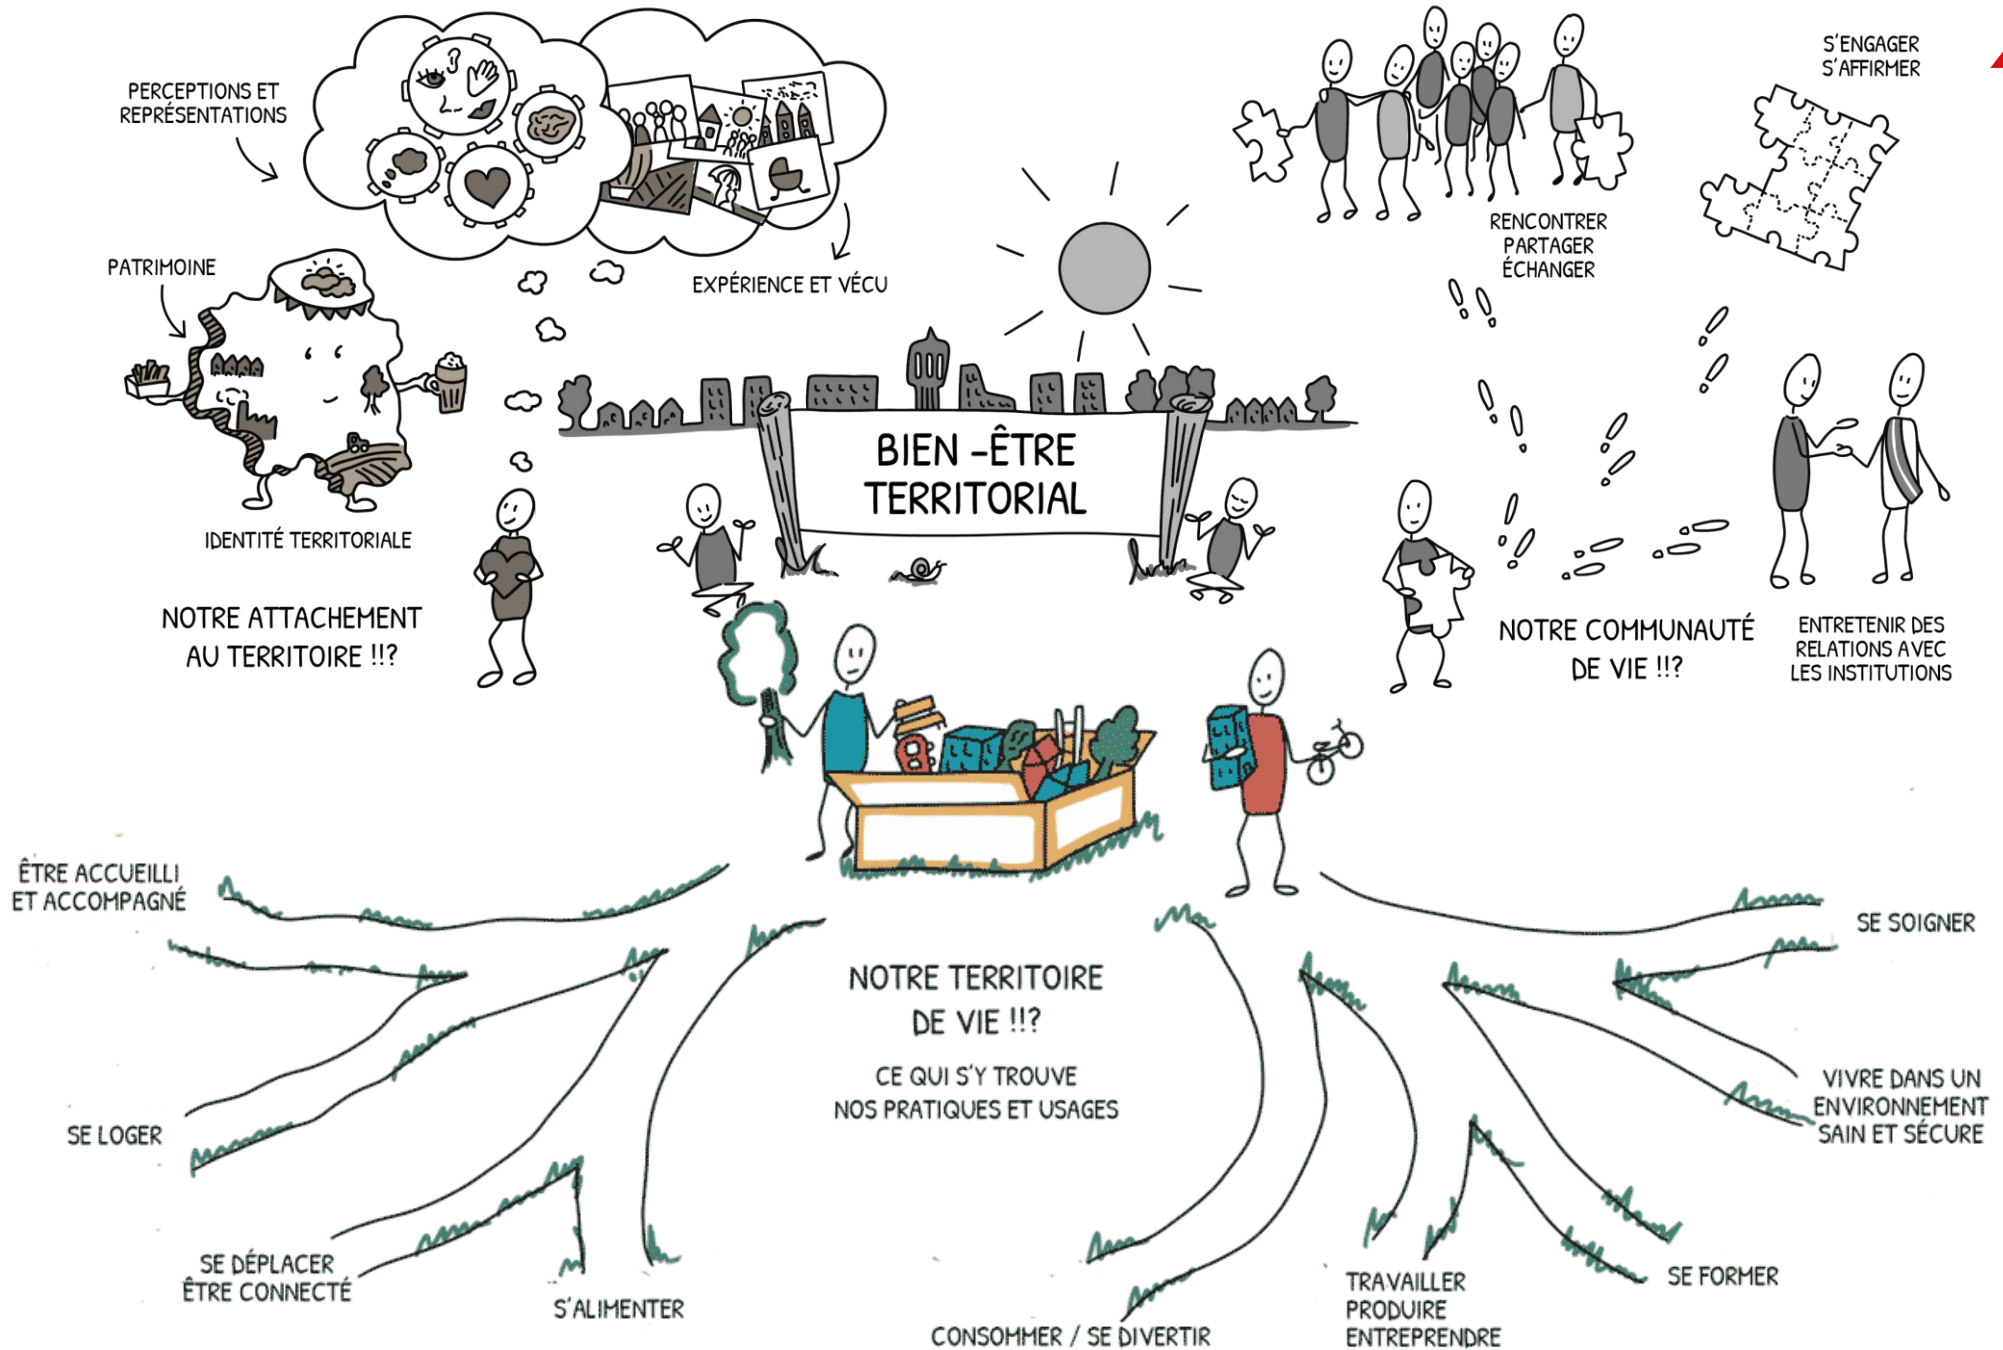 PERCEPTIONS ET
REPRÉSENTATIONS
EXPÉRIENCE ET VÉCU
PATRIMOINE
IDENTITÉ TERRITORIALE
NOTRE ATTACHEMENT
AU TERRITOIRE !!?
BIEN-ÊTRE
TERRITORIAL
S'ENGAGER
S'AFFIRMER
RENCONTRER
PARTAGER
ÉCHANGER
NOTRE COMMUNAUTÉ
DE VIE !!?
ENTRETENIR DES
RELATIONS AVEC
LES INSTITUTIONS
NOTRE TERRITOIRE
DE VIE !!?
CE QUI S'Y TROUVE
NOS PRATIQUES ET USAGES
ÊTRE ACCUEILLI
ET ACCOMPAGNÉ
SE LOGER
SE DÉPLACER
ÊTRE CONNECTÉ
S'ALIMENTER
CONSOMMER / SE DIVERTIR
TRAVAILLER
PRODUIRE
ENTREPRENDRE
SE FORMER
VIVRE DANS UN
ENVIRONNEMENT
SAIN ET SÉCURE
SE SOIGNER